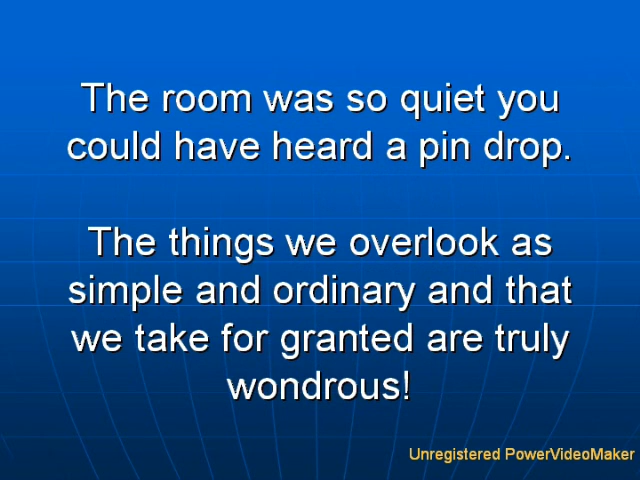 The room was so quiet you
could have heard a pin drop.
The things we overlook as
simple and ordinary and that
we take for granted are truly
wondrous!
Unregistered PowerVideoMaker